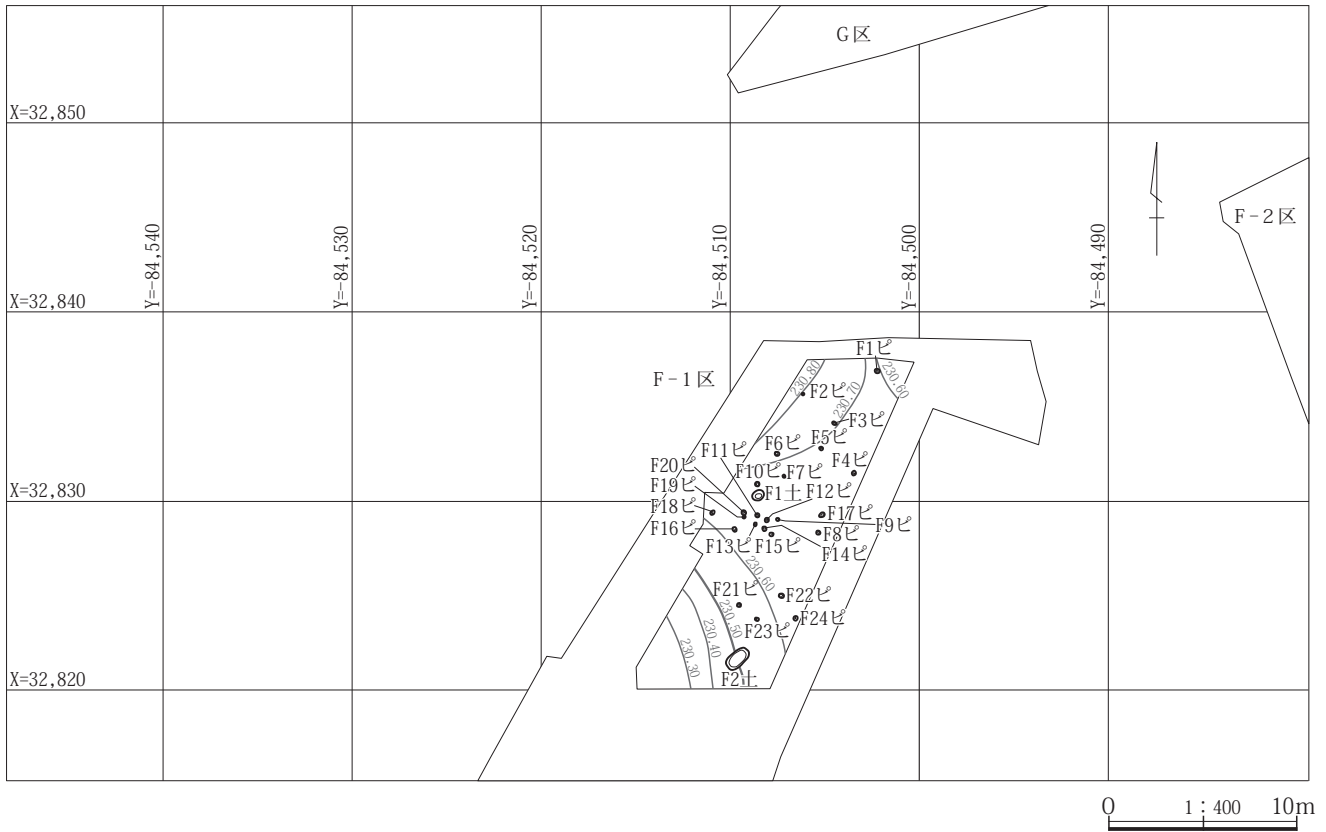 G区
X=32,850
F-2区
Y=-84,540
Y=-84,530
Y=-84,520
Y=-84,510
Y=-84,500
Y=-84,490
X=32,840
F1ピ
F-1区
230.80
230.60
F2ピ
230.70
F3ピ
F5ピ
F11ピ
F6ピ
F20ピ
F10ピ
F7ピ
F4ピ
F19ピ
F1土
F12ピ
X=32,830
F18ピ
F17ピ
F16ピ
F9ピ
F8ピ
F13ピ
F15ピ
F14ピ
230.60
F21ピ
F22ピ
230.50
F24ピ
F23ピ
230.40
230.30
F2土
X=32,820
0 1：400 10m